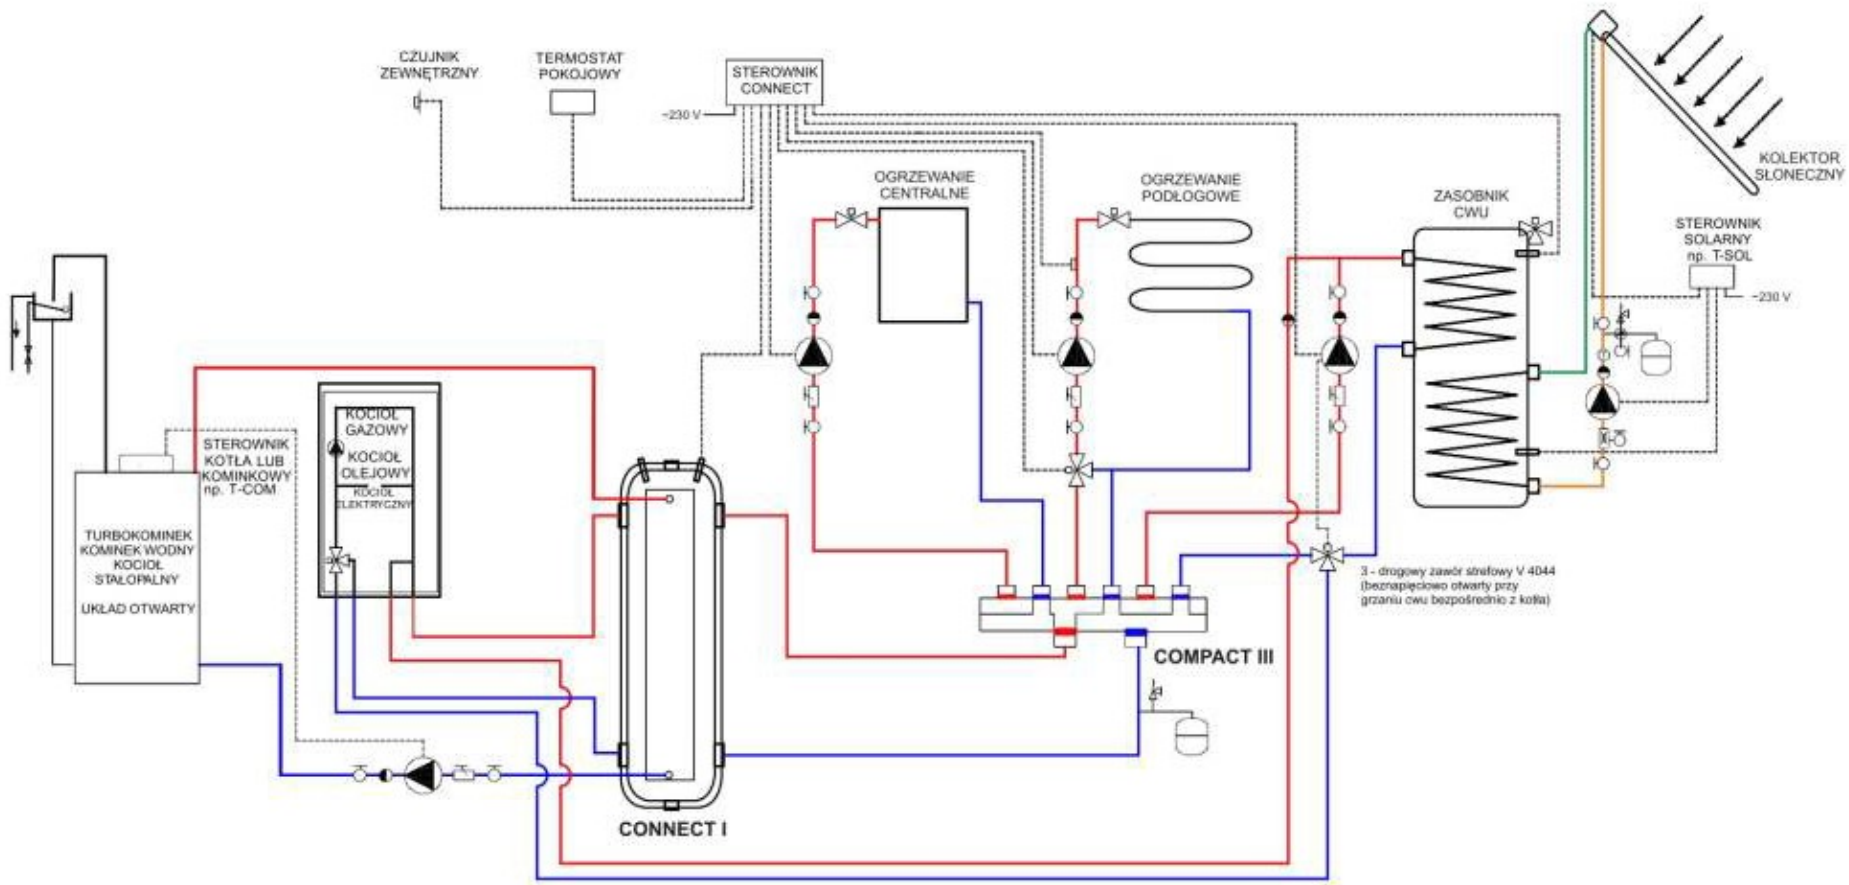 CZUJNIK
ZEWNĘTRZNY
TERMOSTAT
POKOJOWY
STEROWNIK
CONNECT
~230 V
OGRZEWANIE
CENTRALNE
OGRZEWANIE
PODŁOGOWE
ZASOBNIK
CWU
KOLEKTOR
SŁONECZNY
STEROWNIK
SOLARNY
np. T-SOL
~230 V
STEROWNIK
KOTŁA LUB
KOMINKOWY
np. T-COM
KOCIOŁ
GAZOWY
KOCIOŁ
OLEJOWY
KOCIOŁ
ELEKTRYCZNY
TURBOKOMINEK
KOMINEK WODNY
KOCIOŁ
STAŁOPALNY
UKŁAD OTWARTY
3 - drogowy zawór strefowy V 4044
(beznapięciowo otwarty przy
grzaniu cwu bezpośrednio z kotła)
COMPACT III
CONNECT I